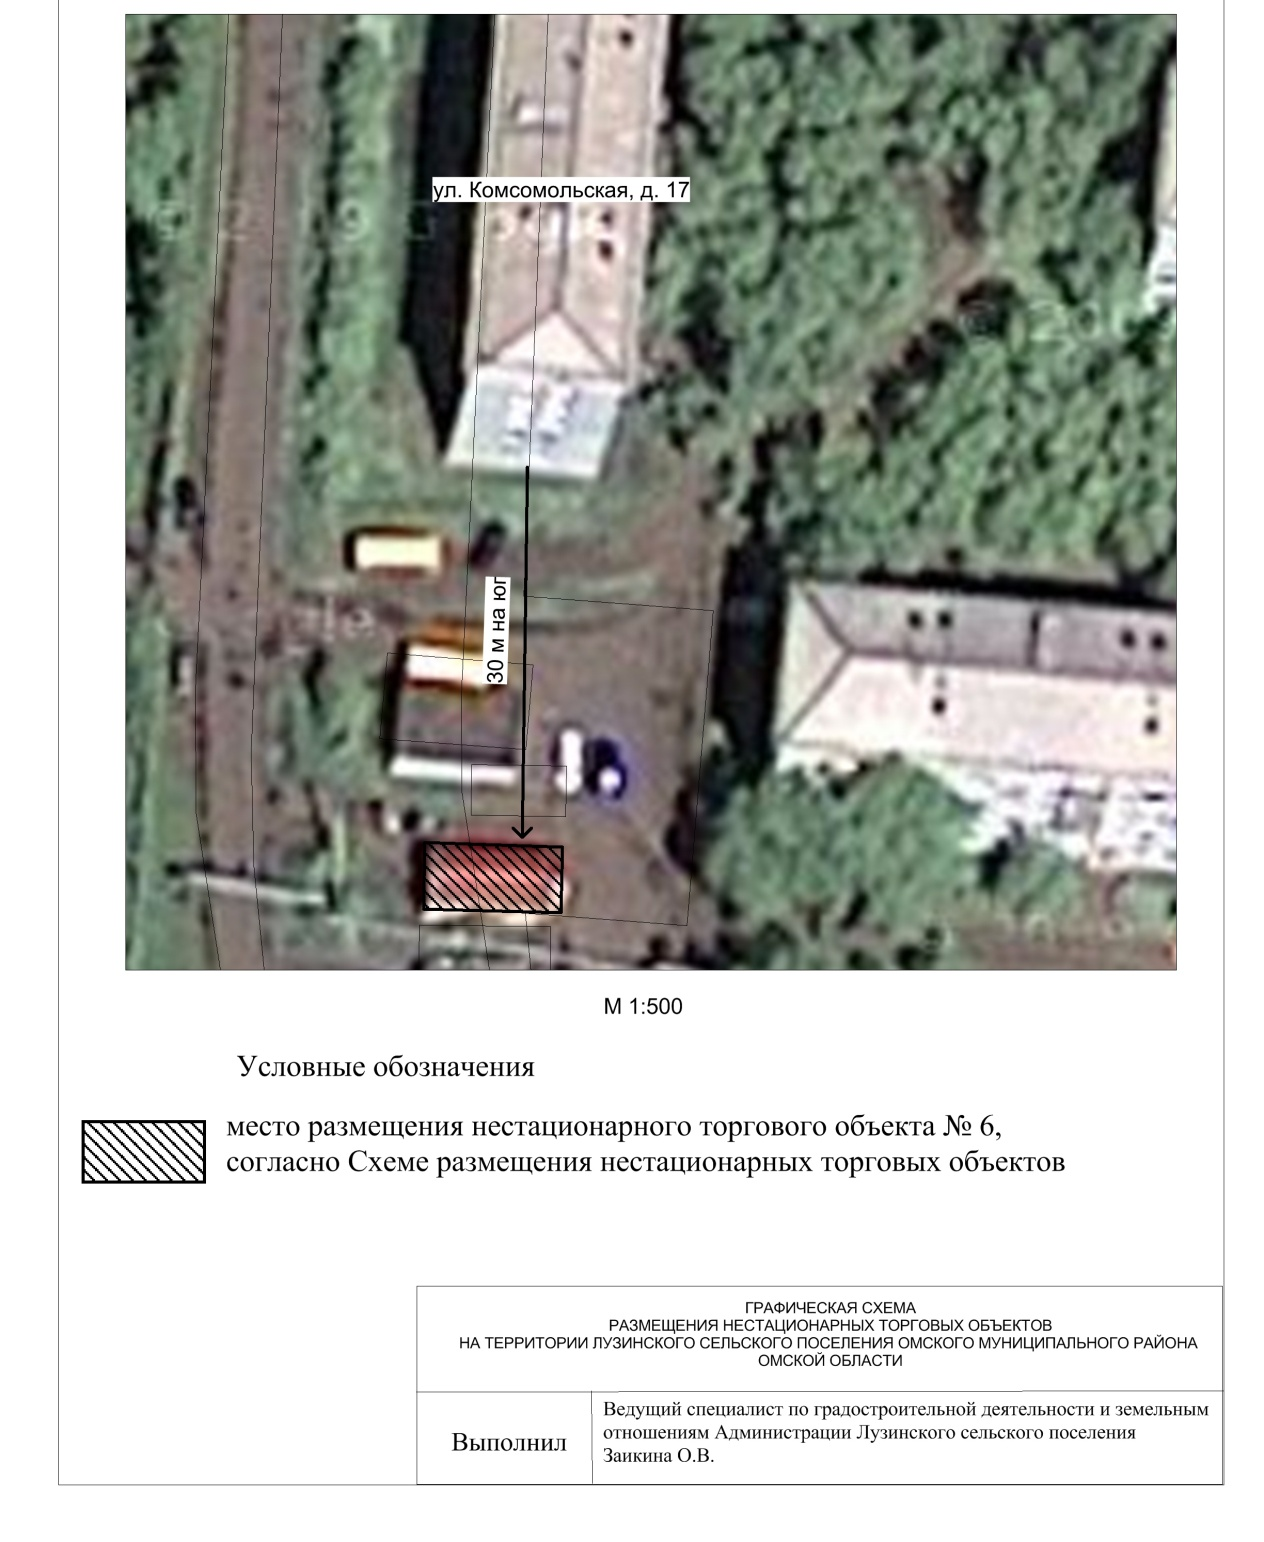 ул. Комсомольская, д. 17
30 м на юг
М 1:500
Условные обозначения
место размещения нестационарного торгового объекта № 6,
согласно Схеме размещения нестационарных торговых объектов
ГРАФИЧЕСКАЯ СХЕМА
РАЗМЕЩЕНИЯ НЕСТАЦИОНАРНЫХ ТОРГОВЫХ ОБЪЕКТОВ
НА ТЕРРИТОРИИ ЛУЗИНСКОГО СЕЛЬСКОГО ПОСЕЛЕНИЯ ОМСКОГО МУНИЦИПАЛЬНОГО РАЙОНА
ОМСКОЙ ОБЛАСТИ
Выполнил
Ведущий специалист по градостроительной деятельности и земельным
отношениям Администрации Лузинского сельского поселения
Заикина О.В.